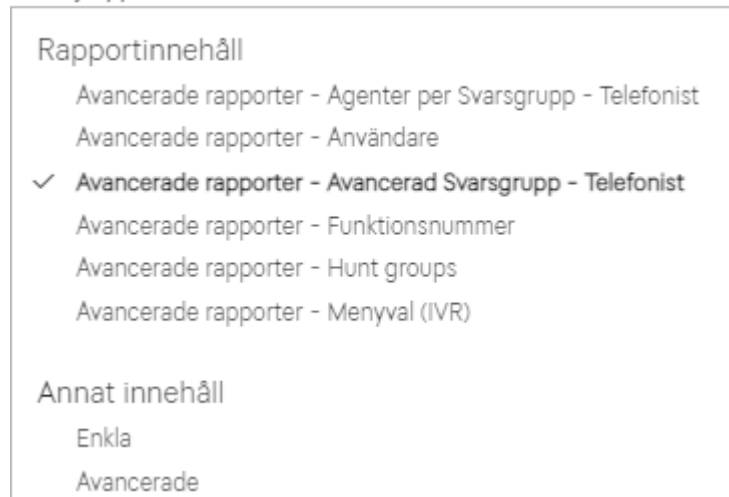 Rapportinnehåll
Avancerade rapporter - Agenter per Svarsgrupp - Telefonist
Avancerade rapporter - Användare
Avancerade rapporter - Avancerad Svarsgrupp - Telefonist
Avancerade rapporter - Funktionsnummer
Avancerade rapporter - Hunt groups
Avancerade rapporter - Menyval (IVR)
Annat innehåll
Enkla
Avancerade